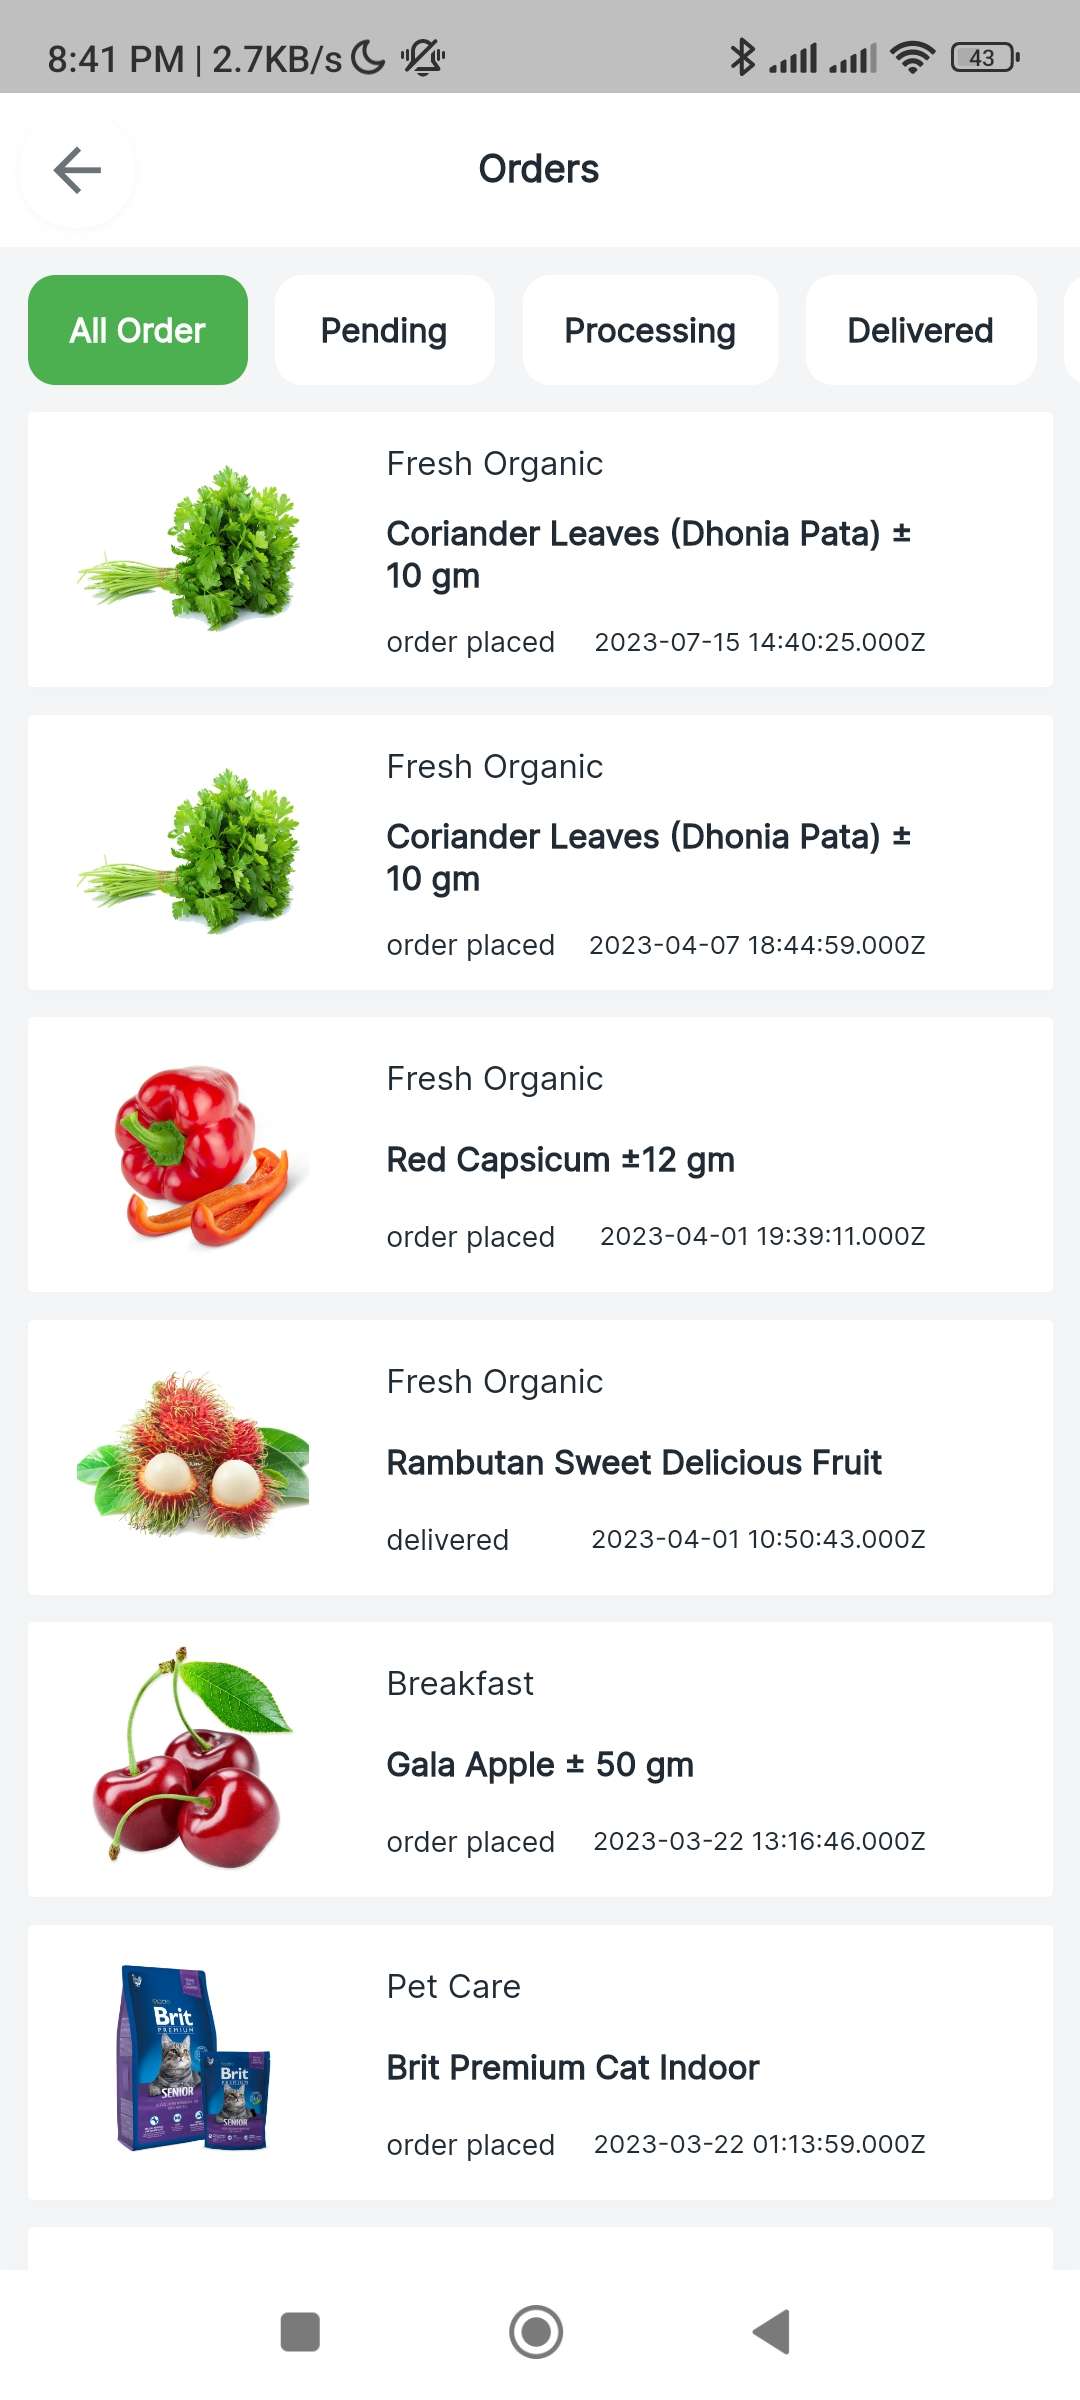 8:41 PM | 2.7KB/s
43
Orders
All Order
Pending
Processing
Delivered
Fresh Organic
Coriander Leaves (Dhonia Pata) ±
10 gm
order placed 2023-07-15 14:40:25.000Z
Fresh Organic
Coriander Leaves (Dhonia Pata) ±
10 gm
order placed 2023-04-07 18:44:59.000Z
Fresh Organic
Red Capsicum ±12 gm
order placed 2023-04-01 19:39:11.000Z
Fresh Organic
Rambutan Sweet Delicious Fruit
delivered 2023-04-01 10:50:43.000Z
Breakfast
Gala Apple ± 50 gm
order placed 2023-03-22 13:16:46.000Z
Brit
PREMIUM
SENIOR
Brit
SENIOR
Pet Care
Brit Premium Cat Indoor
order placed 2023-03-22 01:13:59.000Z